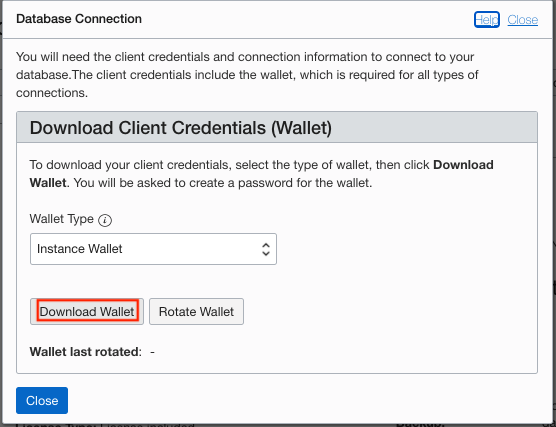 Database Connection
Help Close
You will need the client credentials and connection information to connect to your
database.The client credentials include the wallet, which is required for all types of
connections.
Download Client Credentials (Wallet)
To download your client credentials, select the type of wallet, then click Download
Wallet. You will be asked to create a password for the wallet.
Wallet Type i
Instance Wallet
Download Wallet Rotate Wallet
Wallet last rotated: -
Close